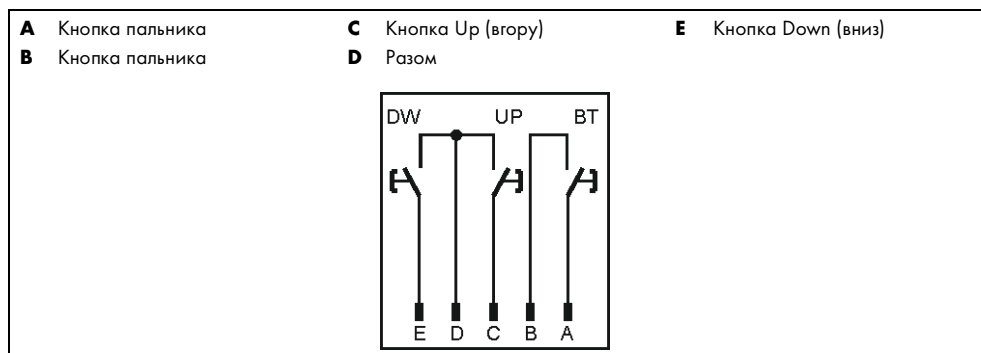 A Кнопка пальника C Кнопка Up (вгору) E Кнопка Down (вниз)
B Кнопка пальника D Разом
DW UP BT
E D C B A